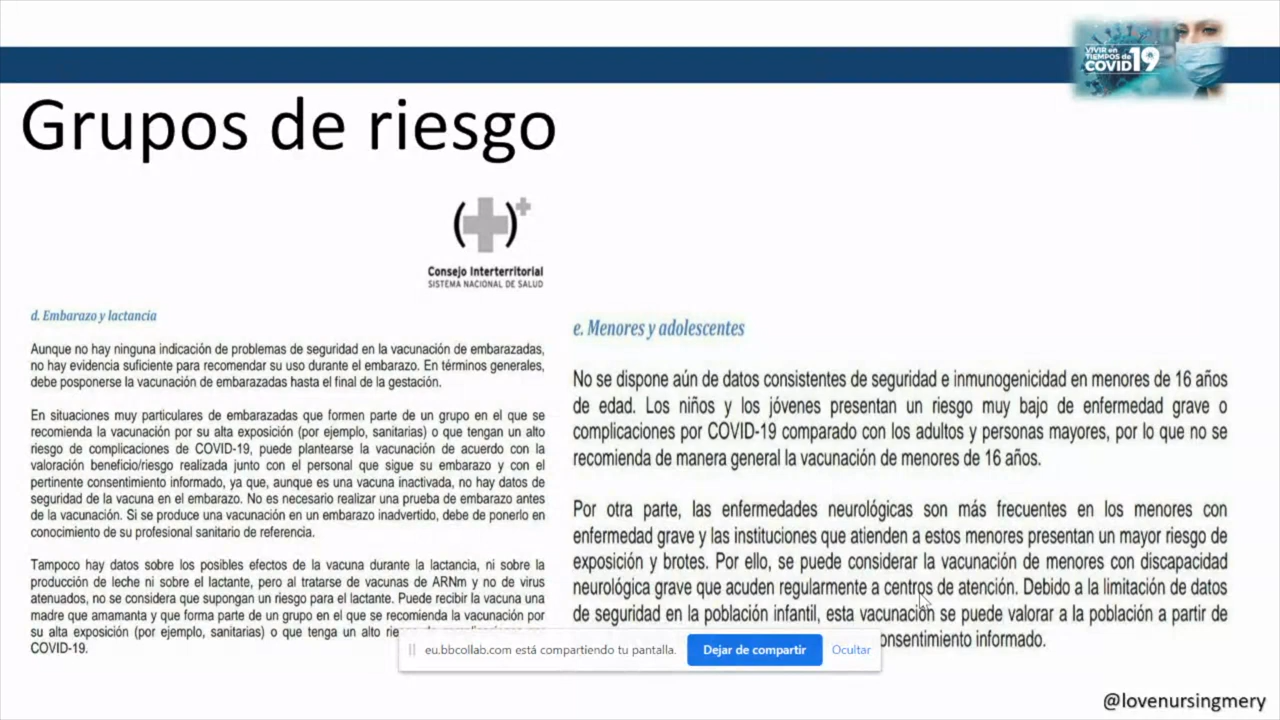 VIVIR en
TIEMPOS de
COVID19
Grupos de riesgo
Consejo Interterritorial
SISTEMA NACIONAL DE SALUD
d. Embarazo y lactancia
Aunque no hay ninguna indicación de problemas de seguridad en la vacunación de embarazadas,
no hay evidencia suficiente para recomendar su uso durante el embarazo. En términos generales,
debe posponerse la vacunación de embarazadas hasta el final de la gestación.
En situaciones muy particulares de embarazadas que formen parte de un grupo en el que se
recomienda la vacunación por su alta exposición (por ejemplo, sanitarias) o que tengan un alto
riesgo de complicaciones de COVID-19, puede plantearse la vacunación de acuerdo con la
valoración beneficio/riesgo realizada junto con el personal que sigue su embarazo y con el
pertinente consentimiento informado, ya que, aunque es una vacuna inactivada, no hay datos de
seguridad de la vacuna en el embarazo. No es necesario realizar una prueba de embarazo antes
de la vacunación. Si se produce una vacunación en un embarazo inadvertido, debe de ponerlo en
conocimiento de su profesional sanitario de referencia.
Tampoco hay datos sobre los posibles efectos de la vacuna durante la lactancia, ni sobre la
producción de leche ni sobre el lactante, pero al tratarse de vacunas de ARNm y no de virus
atenuados, no se considera que supongan un riesgo para el lactante. Puede recibir la vacuna una
madre que amamanta y que forma parte de un grupo en el que se recomienda la vacunación por
su alta exposición (por ejemplo, sanitarias) o que tenga un alto
COVID-19.
e. Menores y adolescentes
No se dispone aún de datos consistentes de seguridad e inmunogenicidad en menores de 16 años
de edad. Los niños y los jóvenes presentan un riesgo muy bajo de enfermedad grave o
complicaciones por COVID-19 comparado con los adultos y personas mayores, por lo que no se
recomienda de manera general la vacunación de menores de 16 años.
Por otra parte, las enfermedades neurológicas son más frecuentes en los menores con
enfermedad grave y las instituciones que atienden a estos menores presentan un mayor riesgo de
exposición y brotes. Por ello, se puede considerar la vacunación de menores con discapacidad
neurológica grave que acuden regularmente a centros de atención. Debido a la limitación de datos
de seguridad en la población infantil, esta vacunación se puede valorar a la población a partir de
onsentimiento informado.
eu.bbcollab.com está compartiendo tu pantalla.
Dejar de compartir
Ocultar
@lovenursingmery